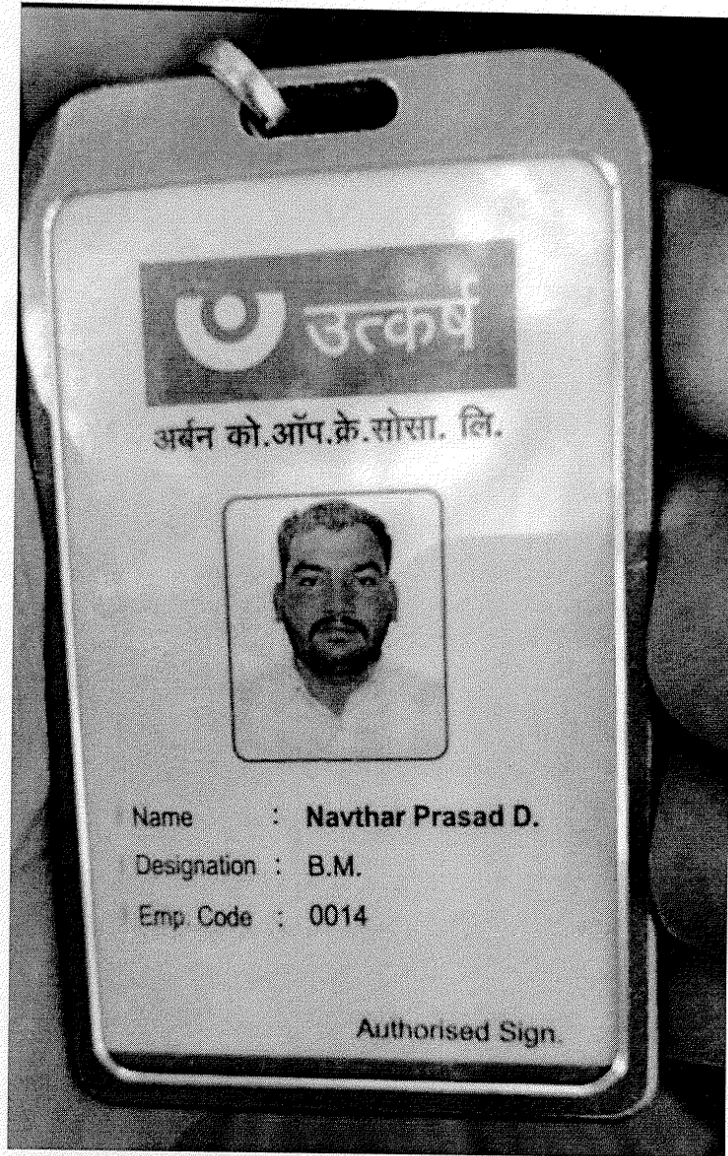 उत्कर्ष
अर्बन को.ऑप.क्रे.सोसा. लि.
Name : Navthar Prasad D.
Designation : B.M.
Emp. Code : 0014
Authorised Sign.